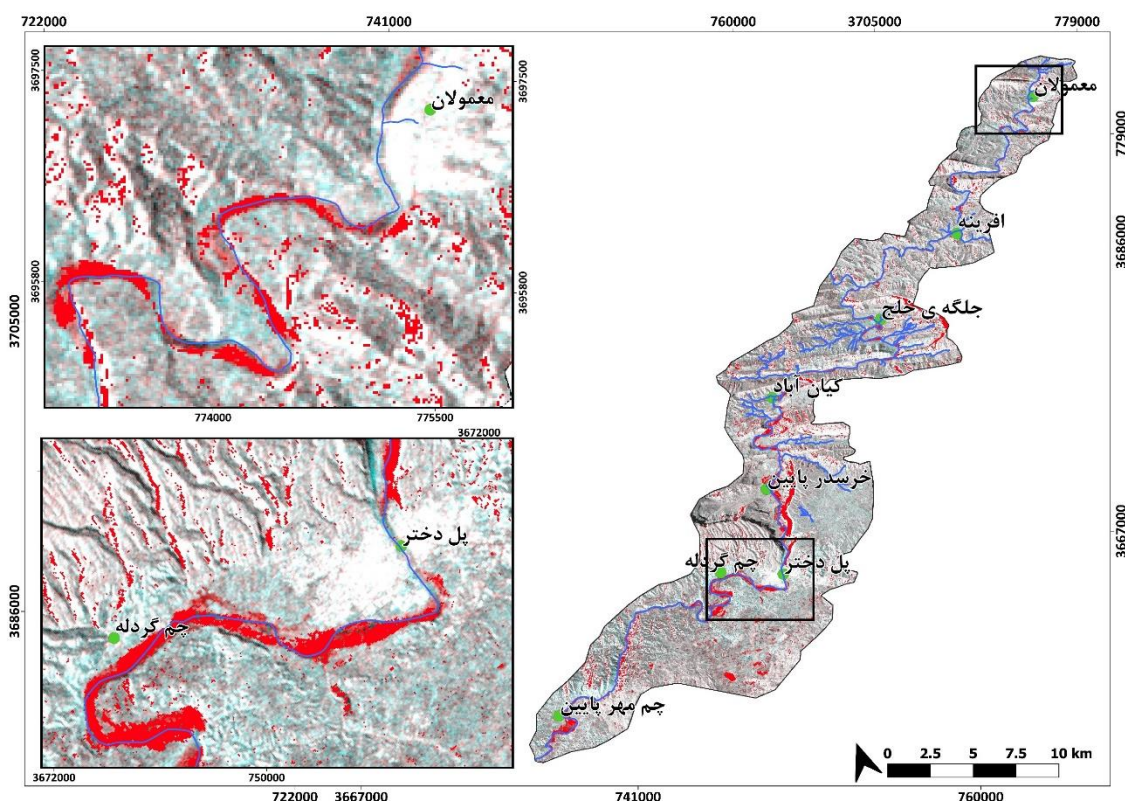 722000
741000
760000
3705000
779000
3697500
3697500
معمولان
معمولان
779000
افرینه
3686000
3695800
3695800
3705000
جلگه ی خلج
774000
775500
کیان آباد
3672000
خرسدر پایین
پل دختر
3667000
چم گردله
پل دختر
3686000
چم گردله
چم مهر پایین
0 2.5 5 7.5 10 km
3672000
750000
722000
3667000
741000
760000